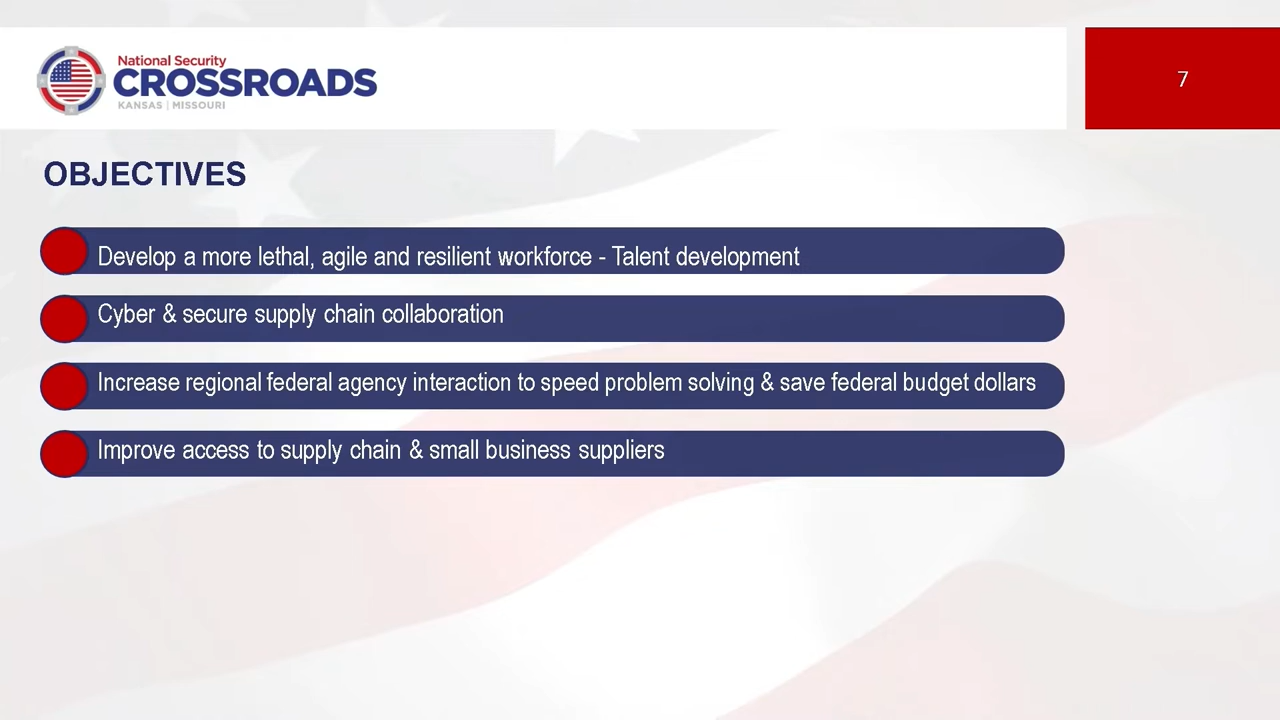 National Security
CROSSROADS
KANSAS | MISSOURI
7
OBJECTIVES
Develop a more lethal, agile and resilient workforce - Talent development
Cyber & secure supply chain collaboration
Increase regional federal agency interaction to speed problem solving & save federal budget dollars
Improve access to supply chain & small business suppliers